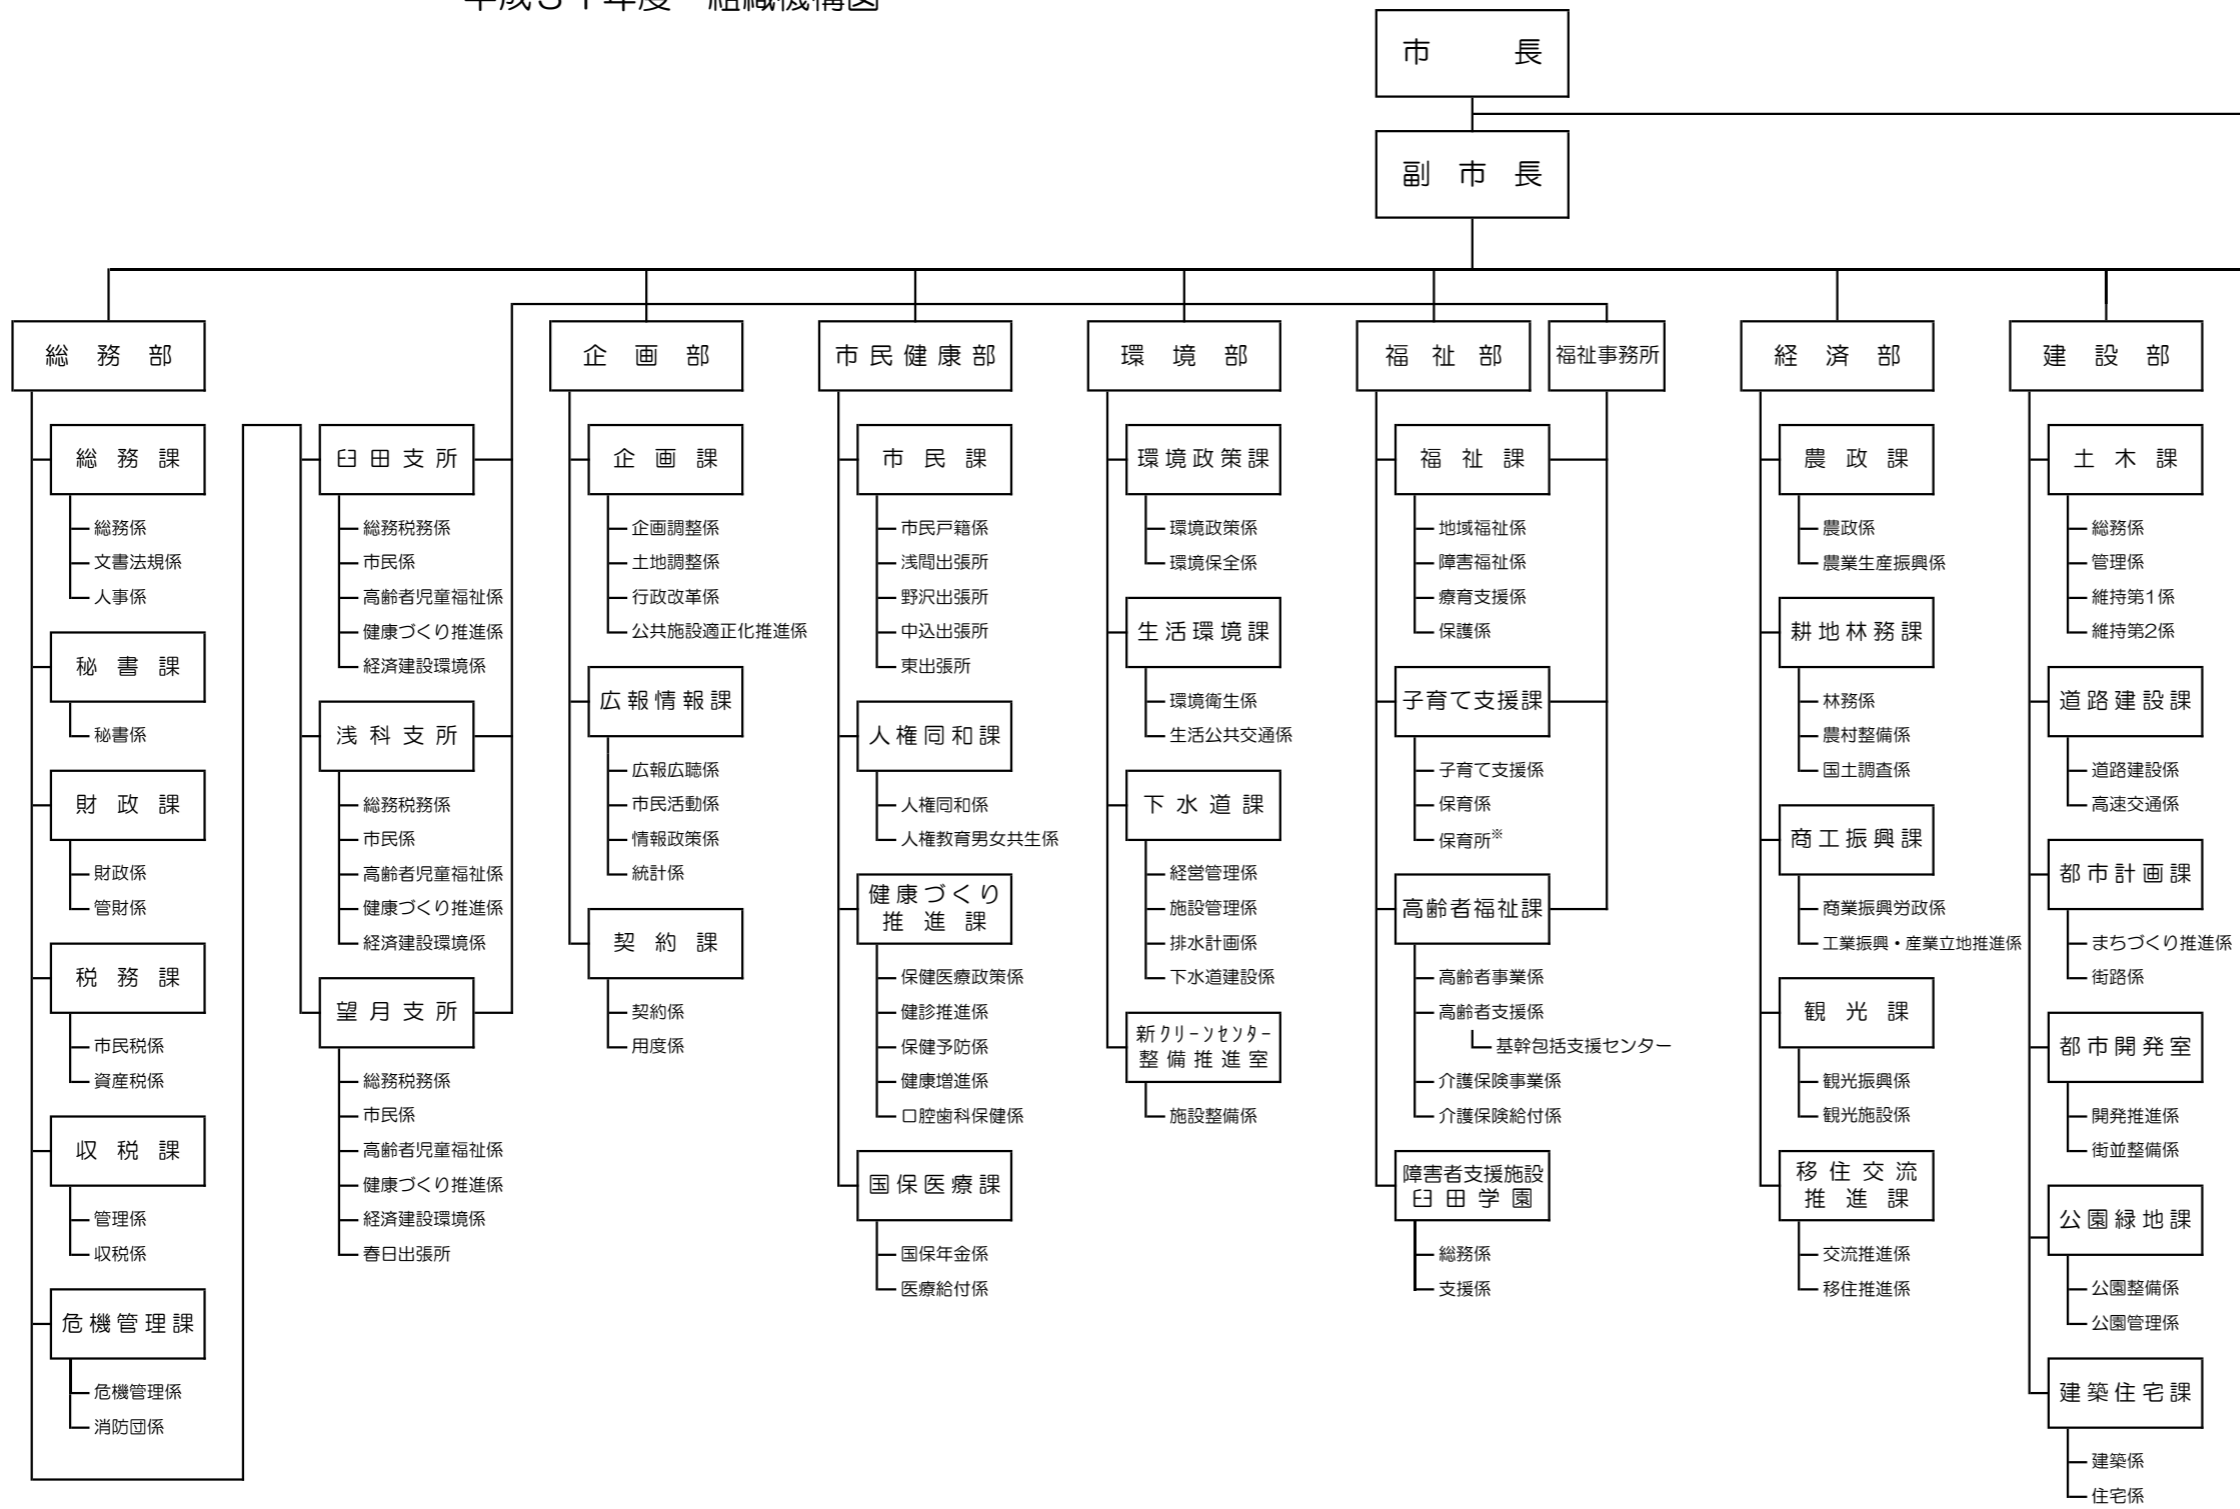 平成31年度 組織機構図
市長
副市長
総務部
総務課
総務係
文書法規係
人事係
秘書課
秘書係
財政課
財政係
管財係
税務課
市民税係
資産税係
収税課
管理係
収税係
危機管理課
危機管理係
消防団係
臼田支所
総務税務係
市民係
高齢者児童福祉係
健康づくり推進係
経済建設環境係
浅科支所
総務税務係
市民係
高齢者児童福祉係
健康づくり推進係
経済建設環境係
望月支所
総務税務係
市民係
高齢者児童福祉係
健康づくり推進係
経済建設環境係
春日出張所
企画部
企画課
企画調整係
土地調整係
行政改革係
公共施設適正化推進係
広報情報課
広報広聴係
市民活動係
情報政策係
統計係
契約課
契約係
用度係
市民健康部
市民課
市民戸籍係
浅間出張所
野沢出張所
中込出張所
東出張所
人権同和課
人権同和係
人権教育男女共生係
健康づくり
推進課
保健医療政策係
健診推進係
保健予防係
健康増進係
口腔歯科保健係
国保医療課
国保年金係
医療給付係
環境部
環境政策課
環境政策係
環境保全係
生活環境課
環境衛生係
生活公共交通係
下水道課
経営管理係
施設管理係
排水計画係
下水道建設係
新クリーンセンター
整備推進室
施設整備係
福祉部
福祉事務所
福祉課
地域福祉係
障害福祉係
療育支援係
保護係
子育て支援課
子育て支援係
保育係
保育所※
高齢者福祉課
高齢者事業係
高齢者支援係
基幹包括支援センター
介護保険事業係
介護保険給付係
障害者支援施設
臼田学園
総務係
支援係
経済部
農政課
農政係
農業生産振興係
耕地林務課
林務係
農村整備係
国土調査係
商工振興課
商業振興労政係
工業振興・産業立地推進係
観光課
観光振興係
観光施設係
移住交流
推進課
交流推進係
移住推進係
建設部
土木課
総務係
管理係
維持第1係
維持第2係
道路建設課
道路建設係
高速交通係
都市計画課
まちづくり推進係
街路係
都市開発室
開発推進係
街並整備係
公園緑地課
公園整備係
公園管理係
建築住宅課
建築係
住宅係